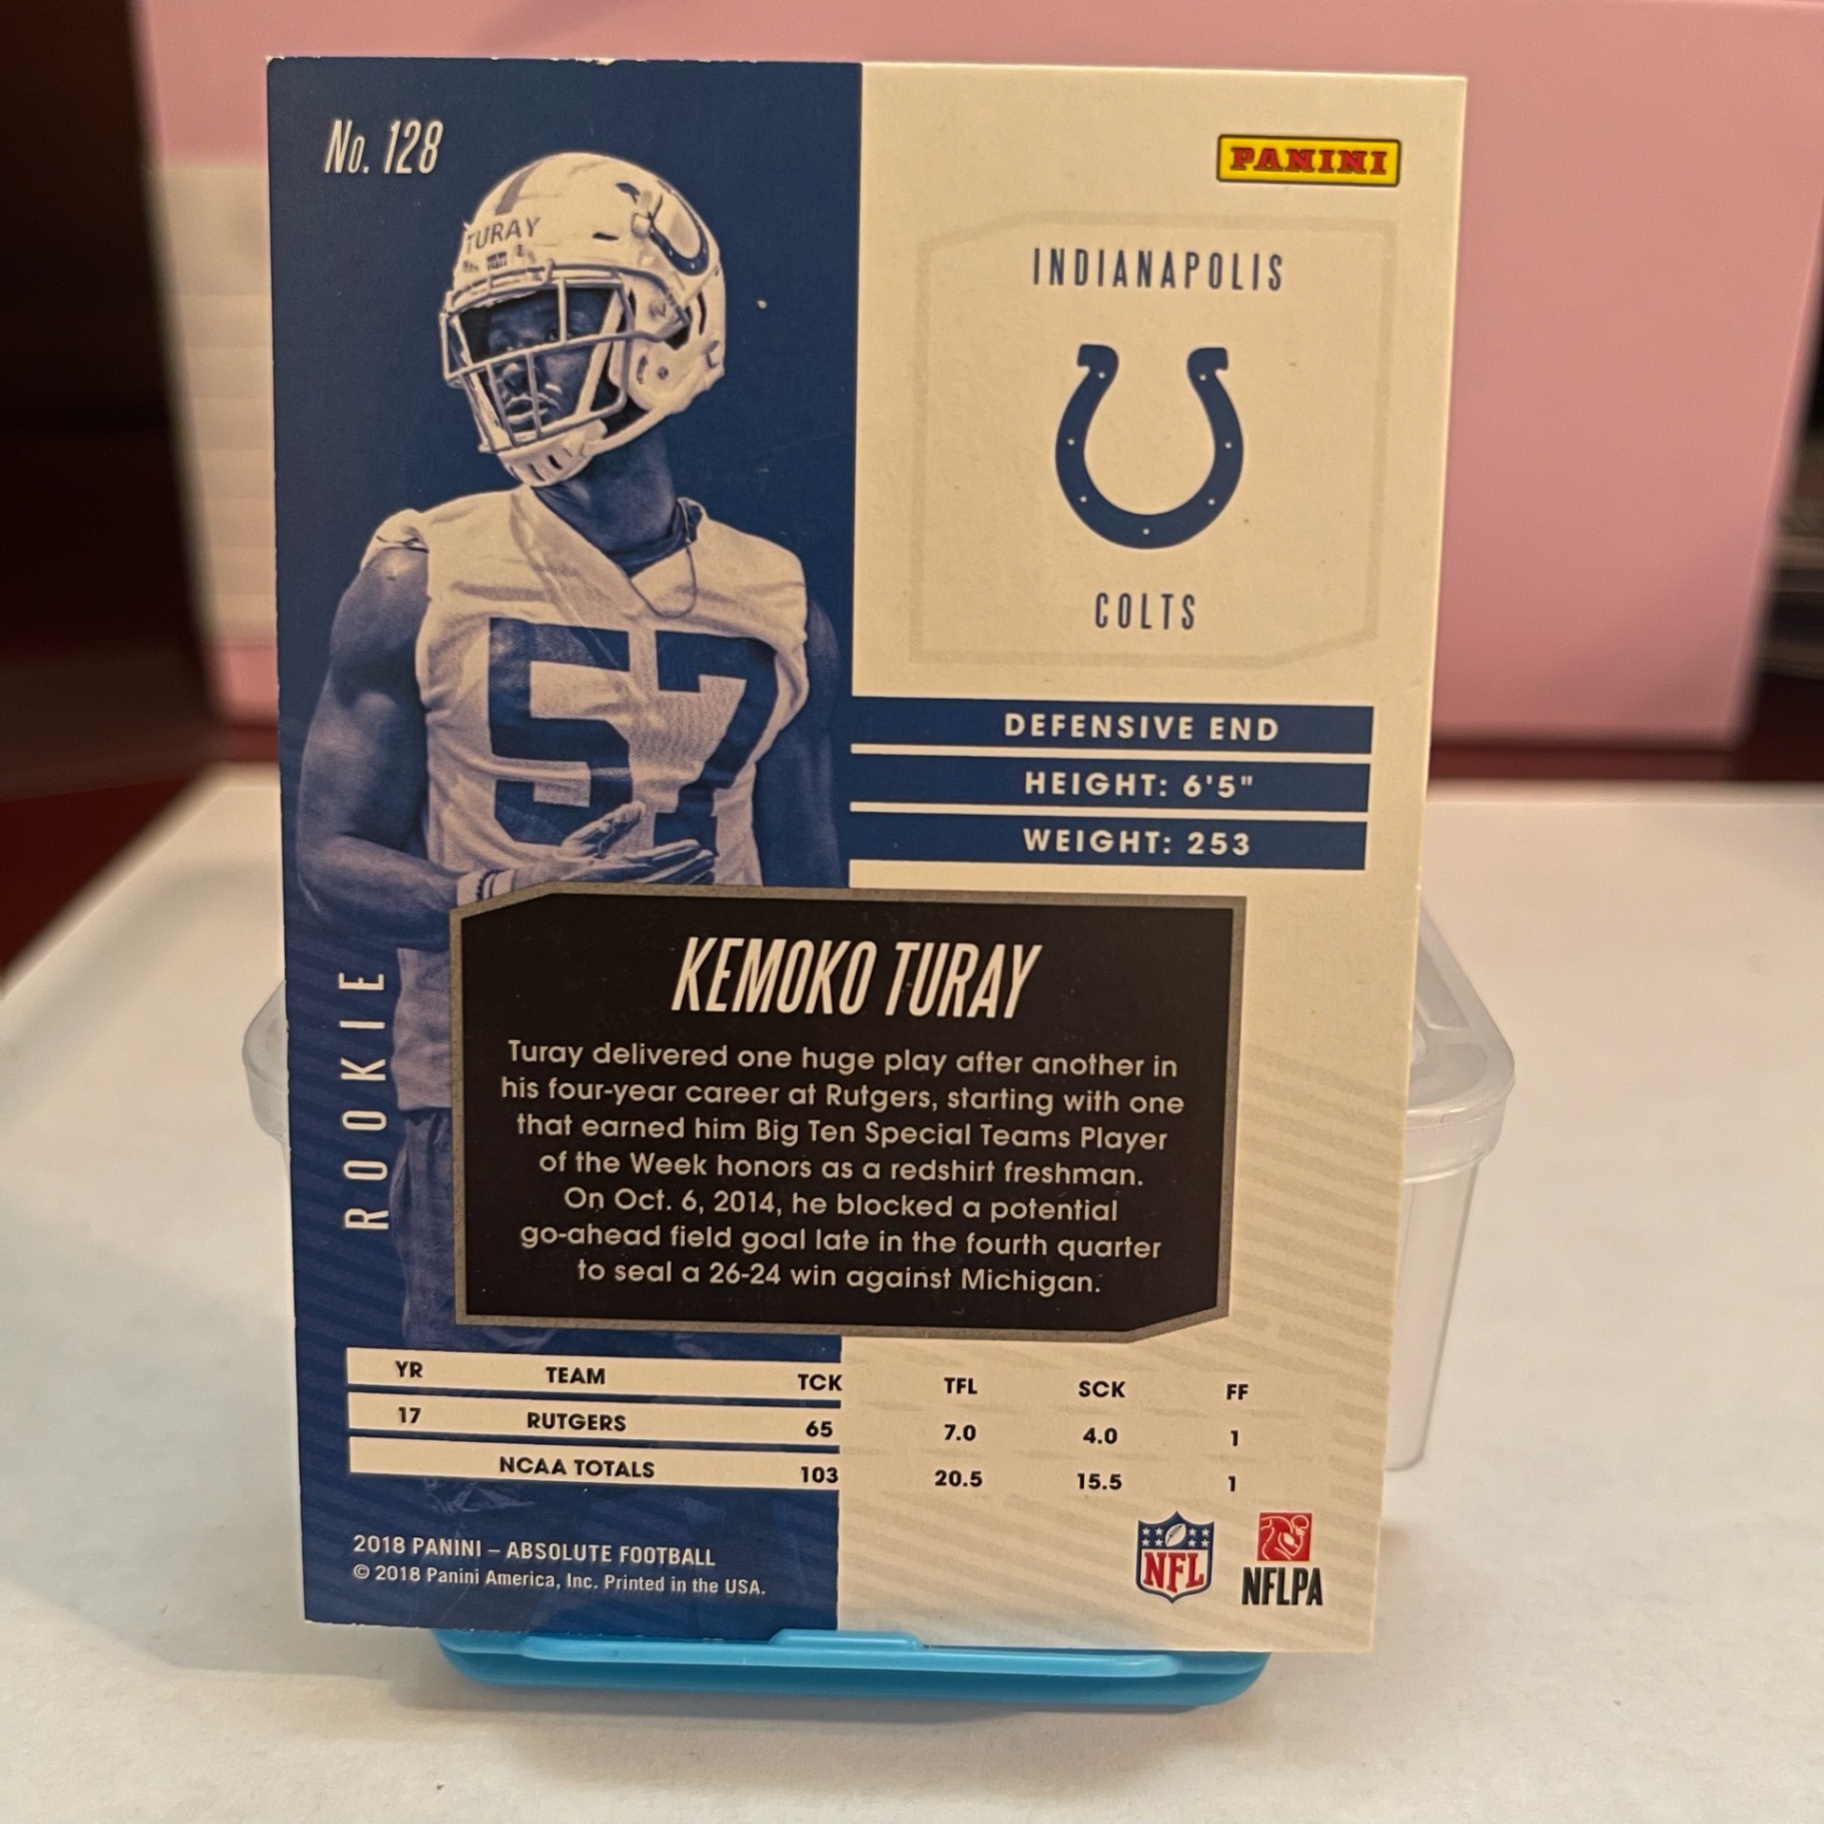 No. 128
PANINI
TURAY
INDIANAPOLIS
COLTS
57
DEFENSIVE END
HEIGHT: 6'5"
WEIGHT: 253
ROOKIE
KEMOKO TURAY
Turay delivered one huge play after another in
his four-year career at Rutgers, starting with one
that earned him Big Ten Special Teams Player
of the Week honors as a redshirt freshman.
On Oct. 6, 2014, he blocked a potential
go-ahead field goal late in the fourth quarter
to seal a 26-24 win against Michigan.
YR TEAM TCK TFL SCK FF
17 RUTGERS 65 7.0 4.0 1
NCAA TOTALS 103 20.5 15.5 1
2018 PANINI – ABSOLUTE FOOTBALL
© 2018 Panini America, Inc. Printed in the USA.
NFL
NFLPA